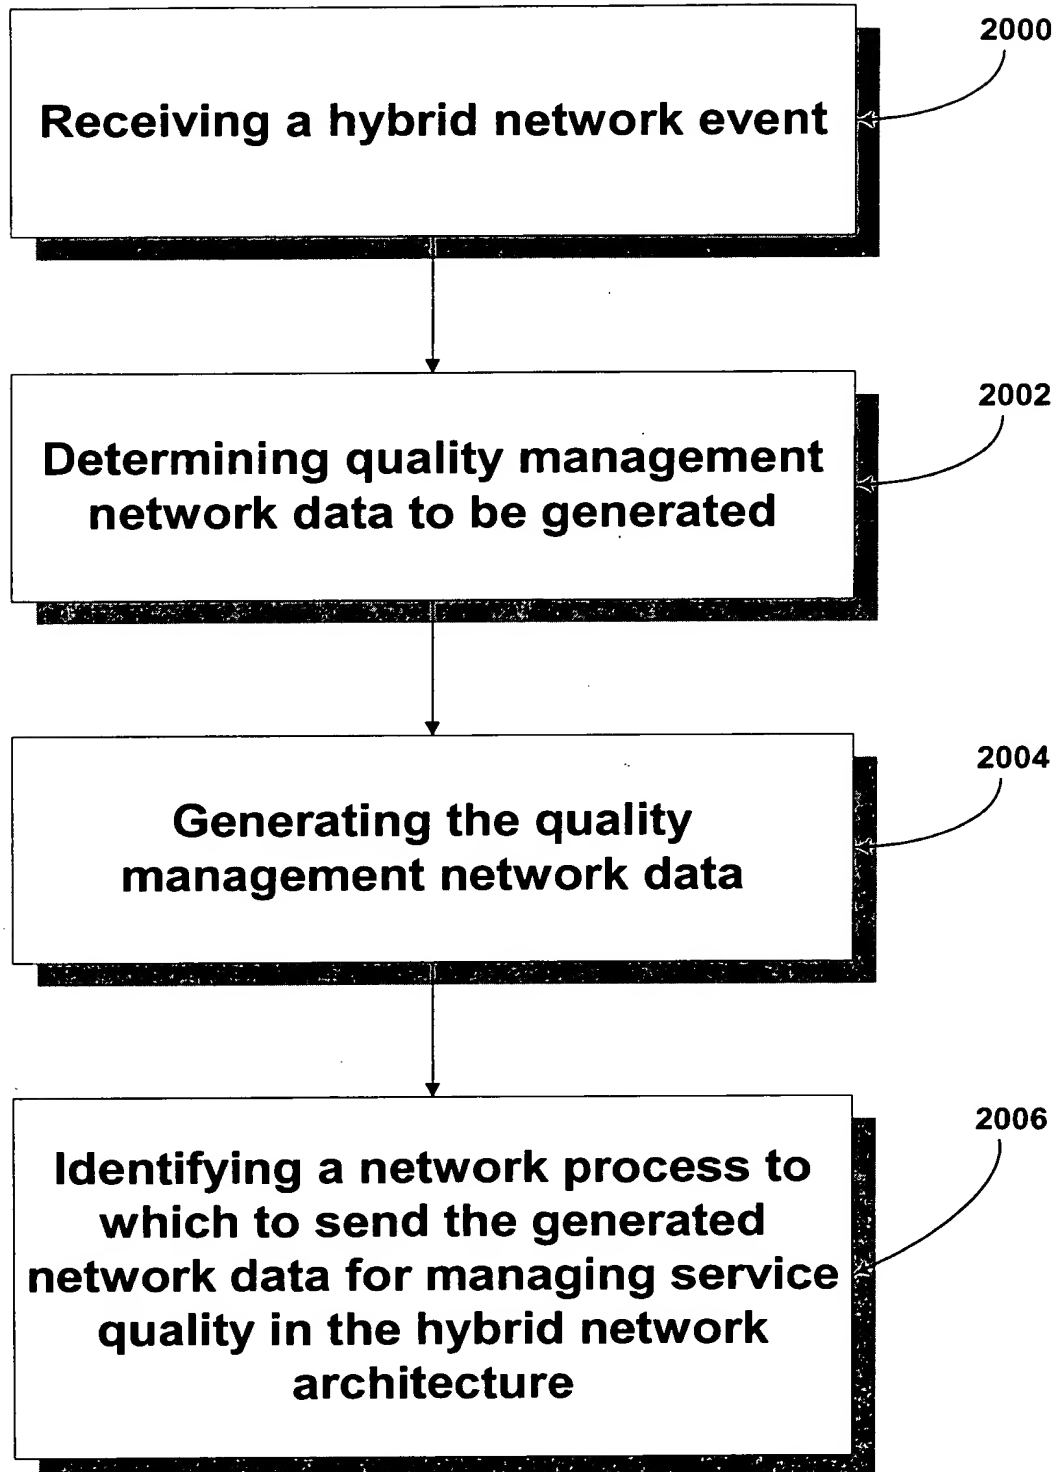 2000
Receiving a hybrid network event
2002
Determining quality management
network data to be generated
2004
Generating the quality
management network data
2006
Identifying a network process to
which to send the generated
network data for managing service
quality in the hybrid network
architecture